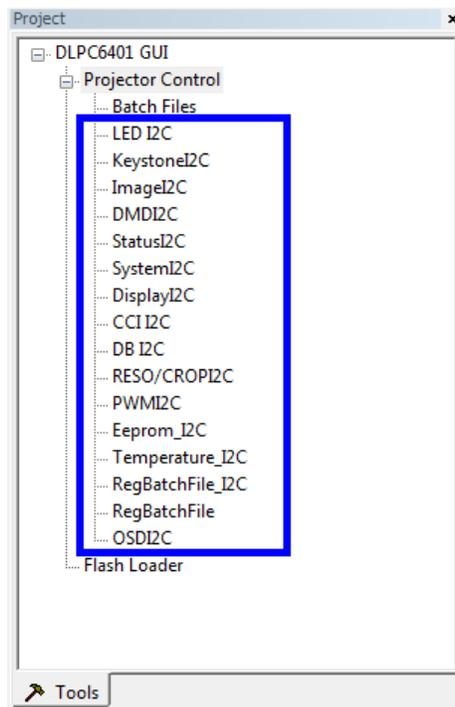 Project
DLPC6401 GUI
Projector Control
Batch Files
LED I2C
KeystoneI2C
ImageI2C
DMDI2C
StatusI2C
SystemI2C
DisplayI2C
CCI I2C
DB I2C
RESO/CROPI2C
PWMI2C
Eeprom_I2C
Temperature_I2C
RegBatchFile_I2C
RegBatchFile
OSDI2C
Flash Loader
Tools